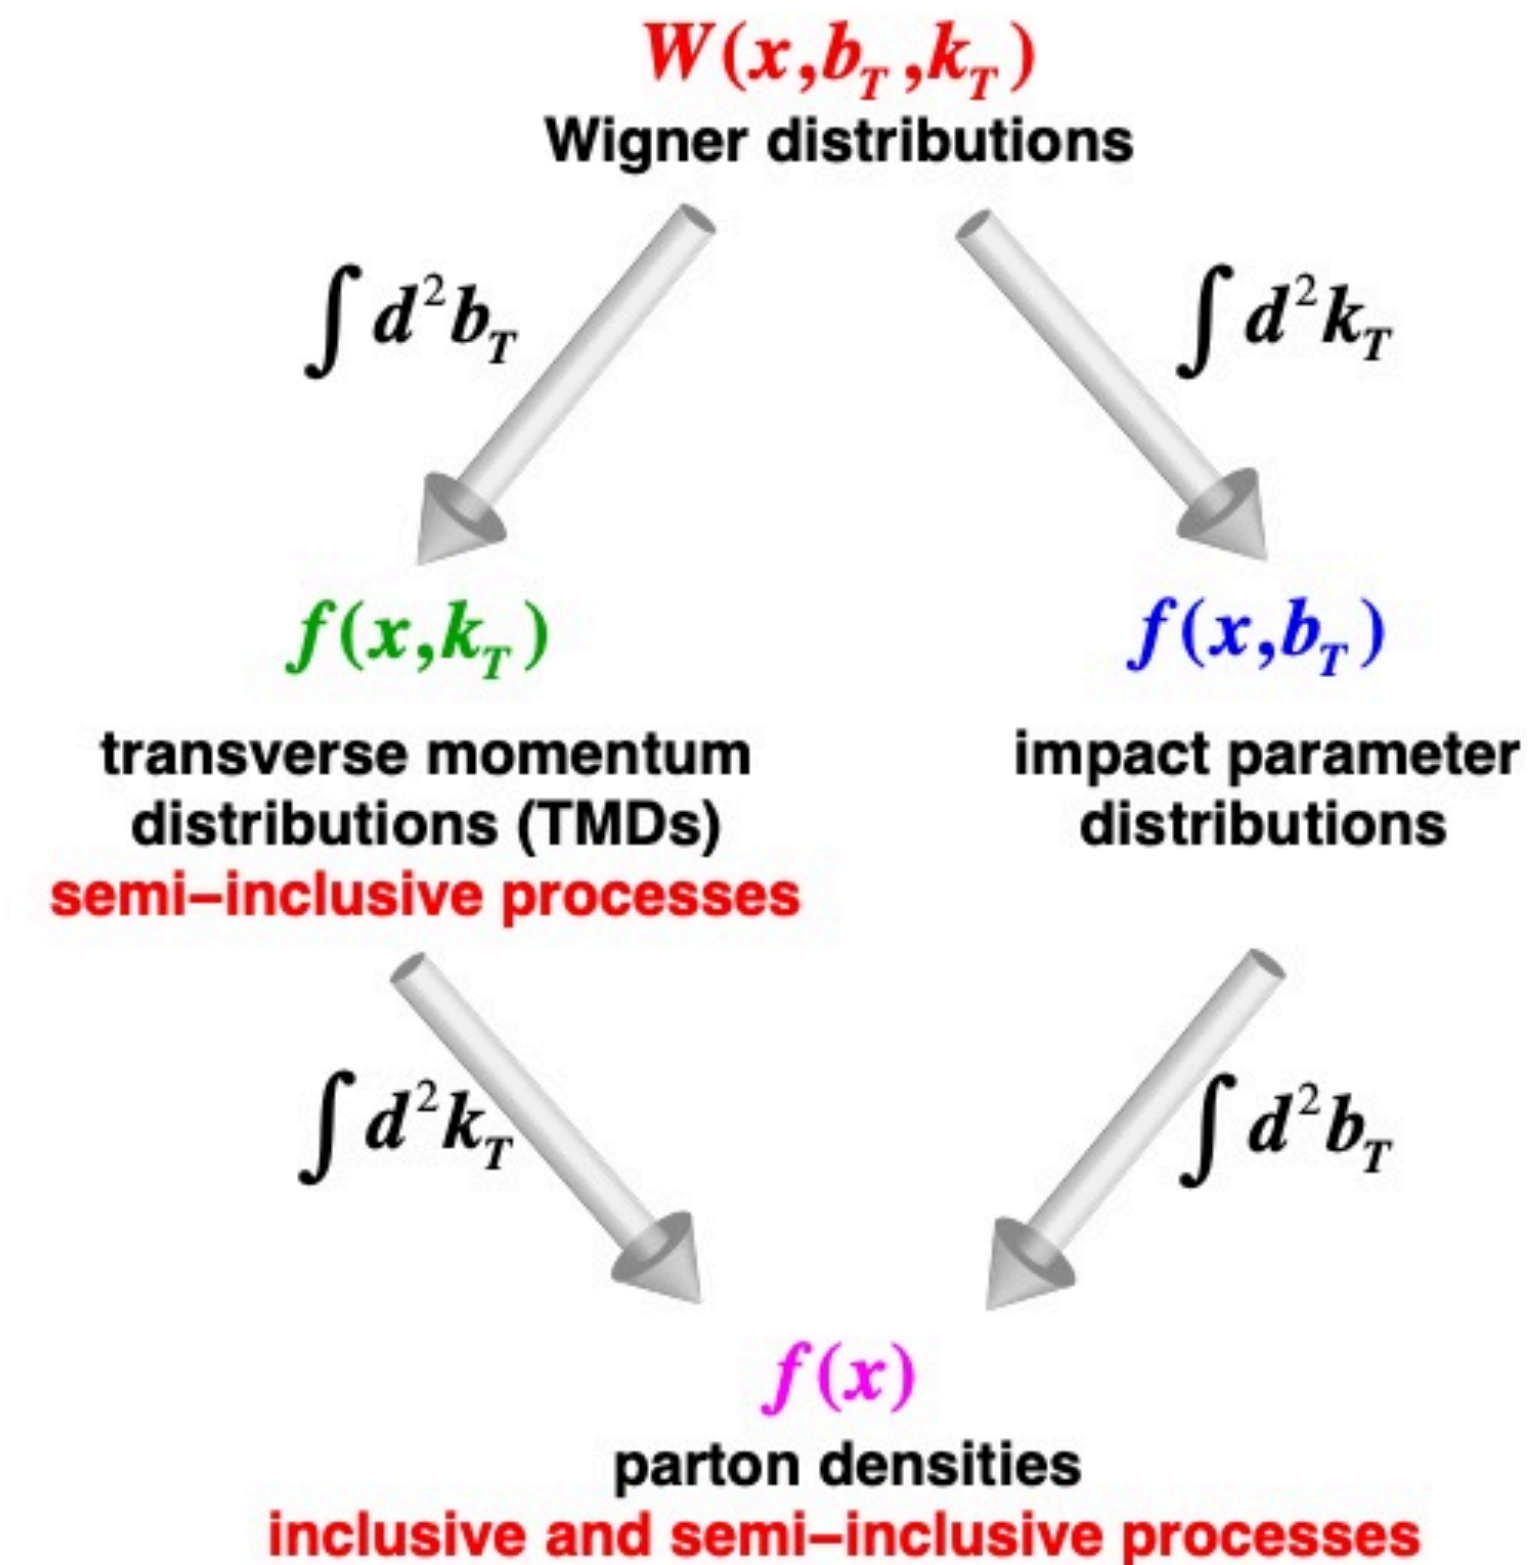 W(x,b_T,k_T)
Wigner distributions
∫ d²b_T
∫ d²k_T
f(x,k_T)
f(x,b_T)
transverse momentum
distributions (TMDs)
semi–inclusive processes
impact parameter
distributions
∫ d²k_T
∫ d²b_T
f(x)
parton densities
inclusive and semi–inclusive processes